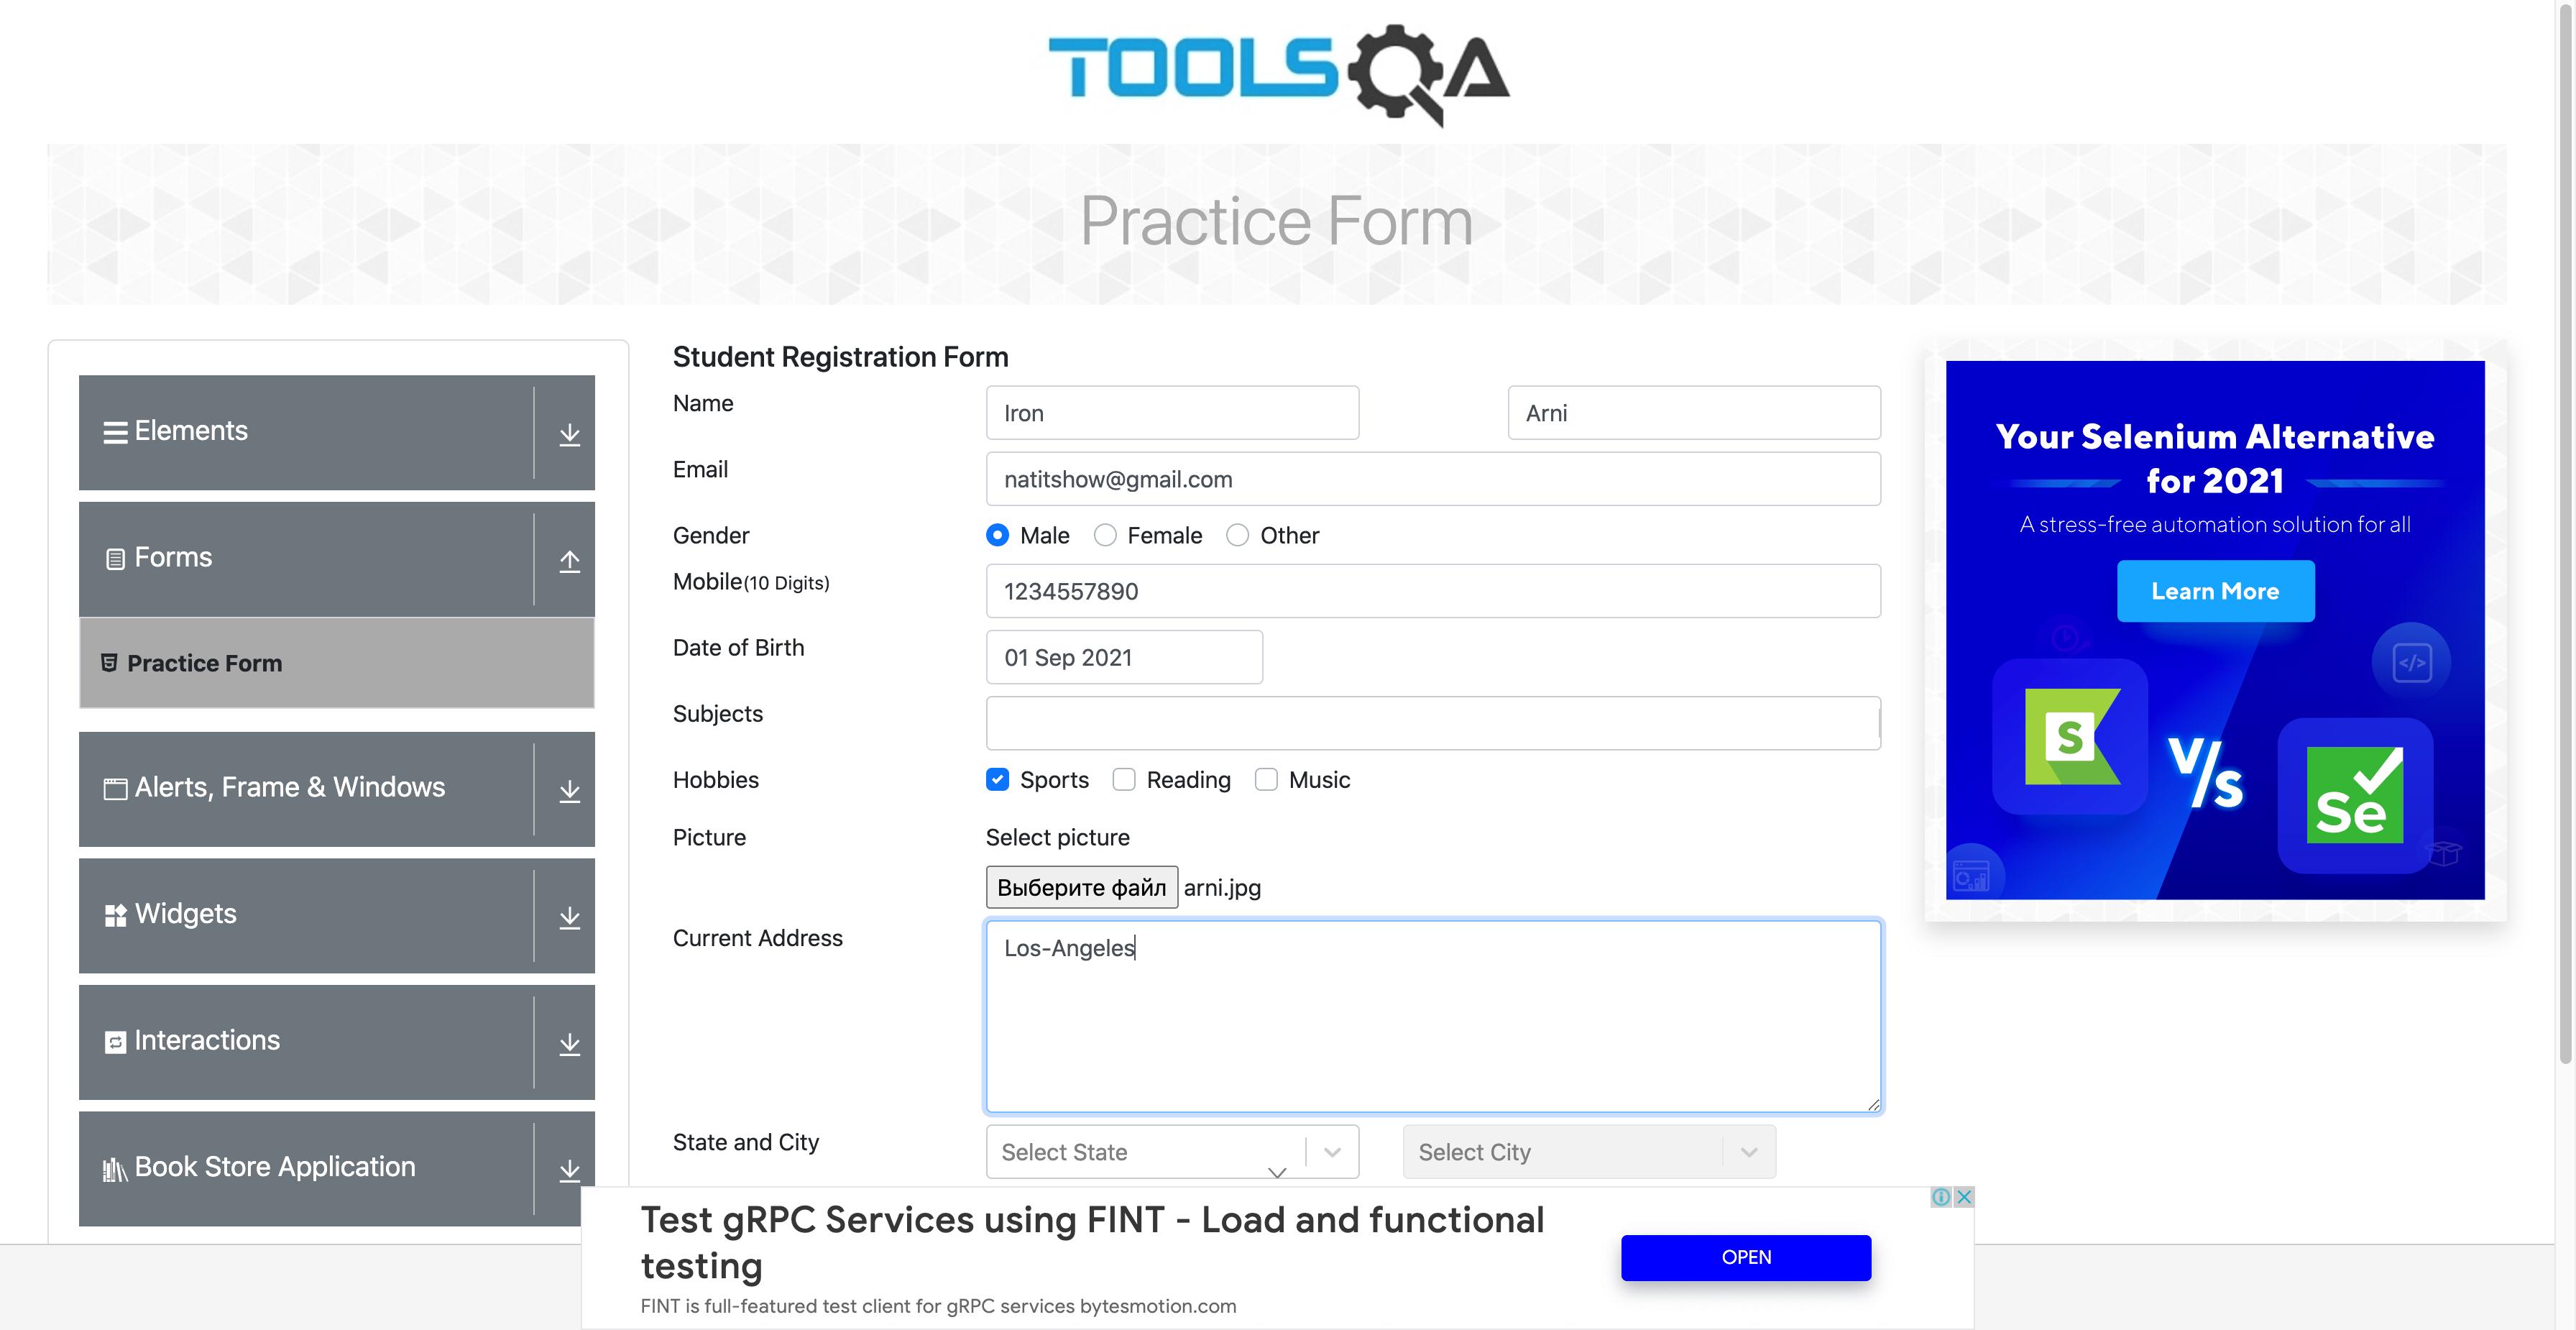 TOOLSQA
Practice Form
Elements
Forms
Practice Form
Alerts, Frame & Windows
Widgets
Interactions
Book Store Application
Student Registration Form
Name
Iron
Arni
Email
natitshow@gmail.com
Gender
Male
Female
Other
Mobile(10 Digits)
1234557890
Date of Birth
01 Sep 2021
Subjects
Hobbies
Sports
Reading
Music
Picture
Select picture
Выберите файл arni.jpg
Current Address
Los-Angeles
State and City
Select State
Select City
Your Selenium Alternative
for 2021
A stress-free automation solution for all
Learn More
S
V/s
Se
Test gRPC Services using FINT - Load and functional
testing
FINT is full-featured test client for gRPC services bytesmotion.com
OPEN